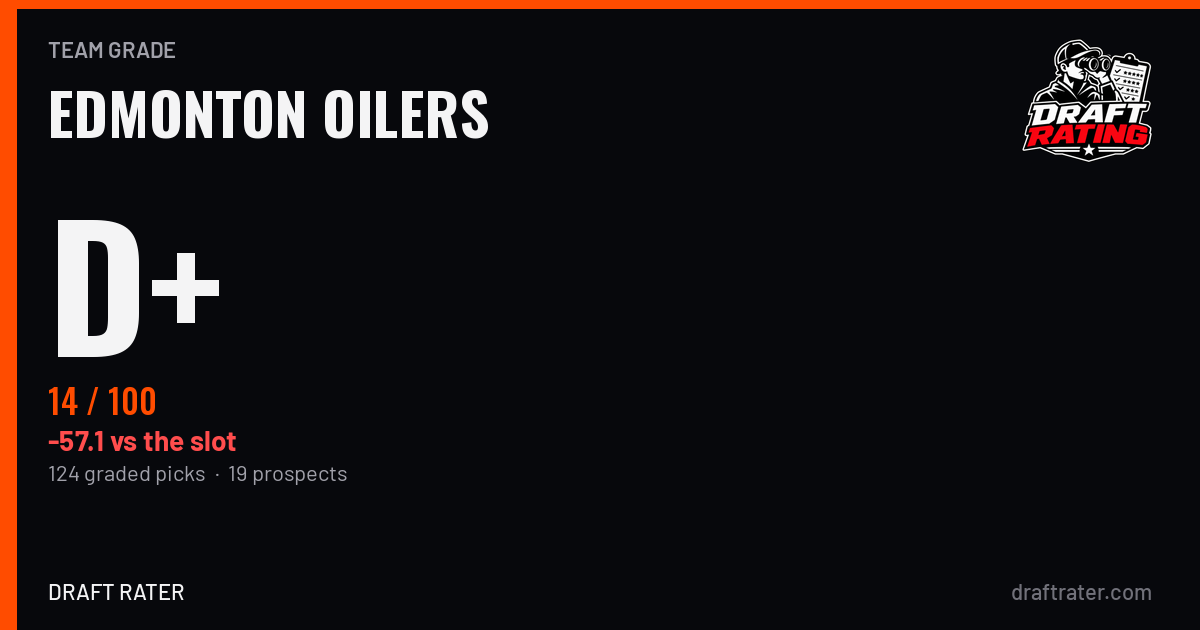 TEAM GRADE
EDMONTON OILERS
DRAFT
RATING
D+
14 / 100
-57.1 vs the slot
124 graded picks · 19 prospects
DRAFT RATER
draftrater.com